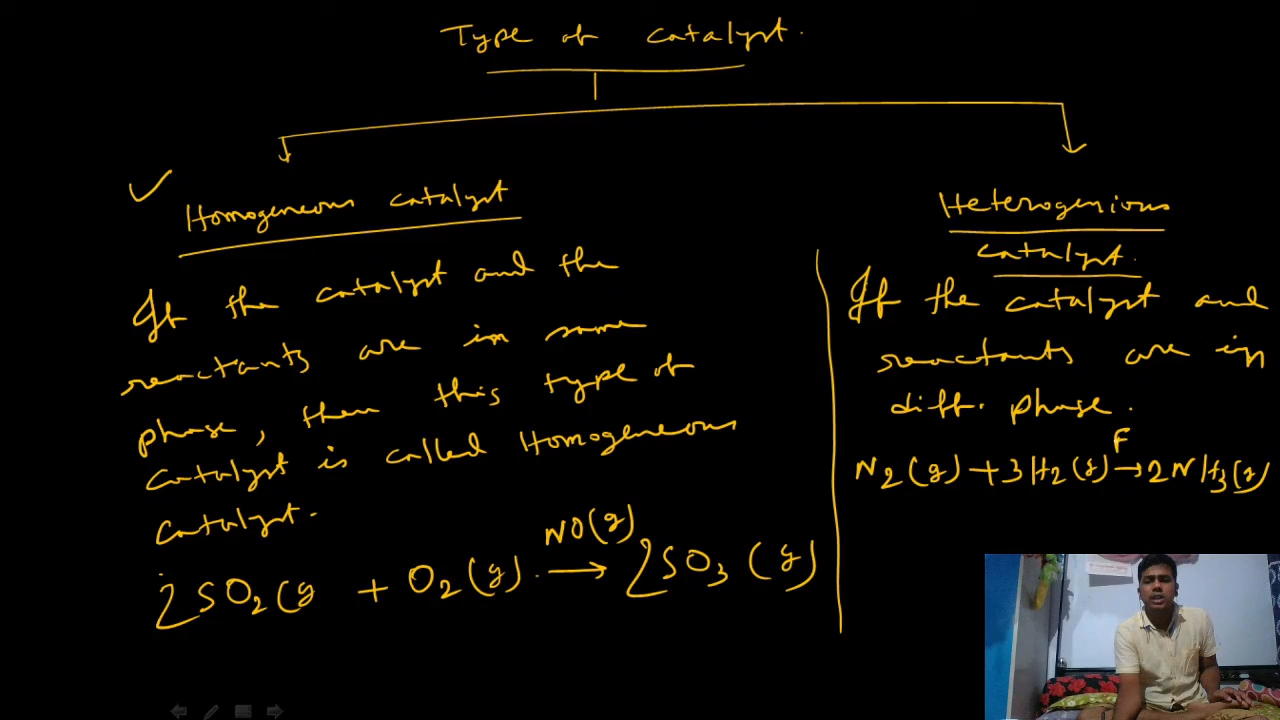 Type of catalyst.
Homogeneous catalyst
If the catalyst and the
reactants are in same
phase, then this type of
catalyst is called Homogeneous
catalyst.
NO(g)
2SO2(g + O2(g). → 2SO3(g)
Heterogenious
catalyst.
If the catalyst and
reactants are in
diff. phase.
F
N2(g) + 3H2(g) → 2NH3(g)